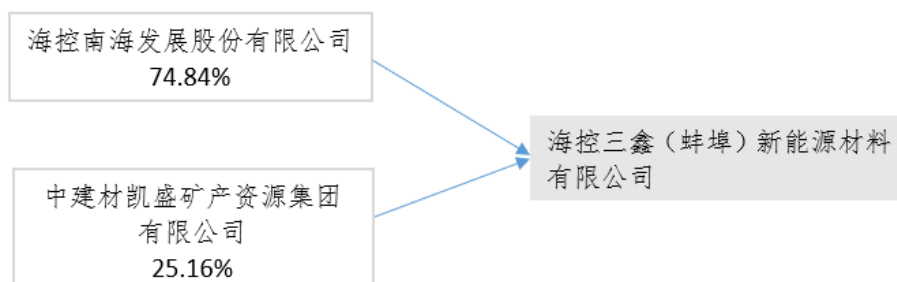 海控南海发展股份有限公司
74.84%
海控三鑫（蚌埠）新能源材料
有限公司
中建材凯盛矿产资源集团
有限公司
25.16%